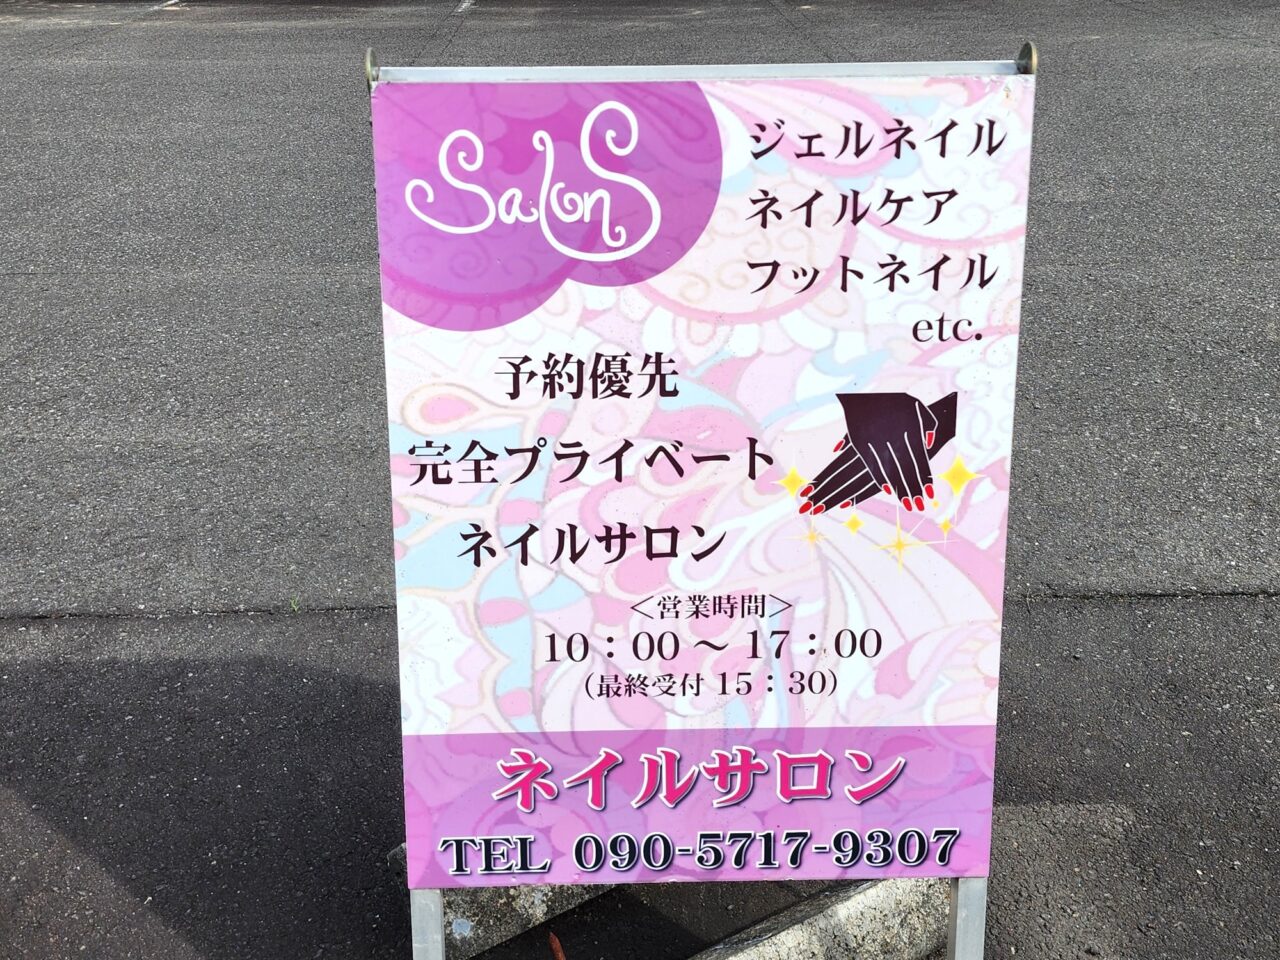 SalonS
ジェルネイル
ネイルケア
フットネイル
etc.
予約優先
完全プライベート
ネイルサロン
＜営業時間＞
10：00～17：00
（最終受付 15：30）
ネイルサロン
TEL 090-5717-9307